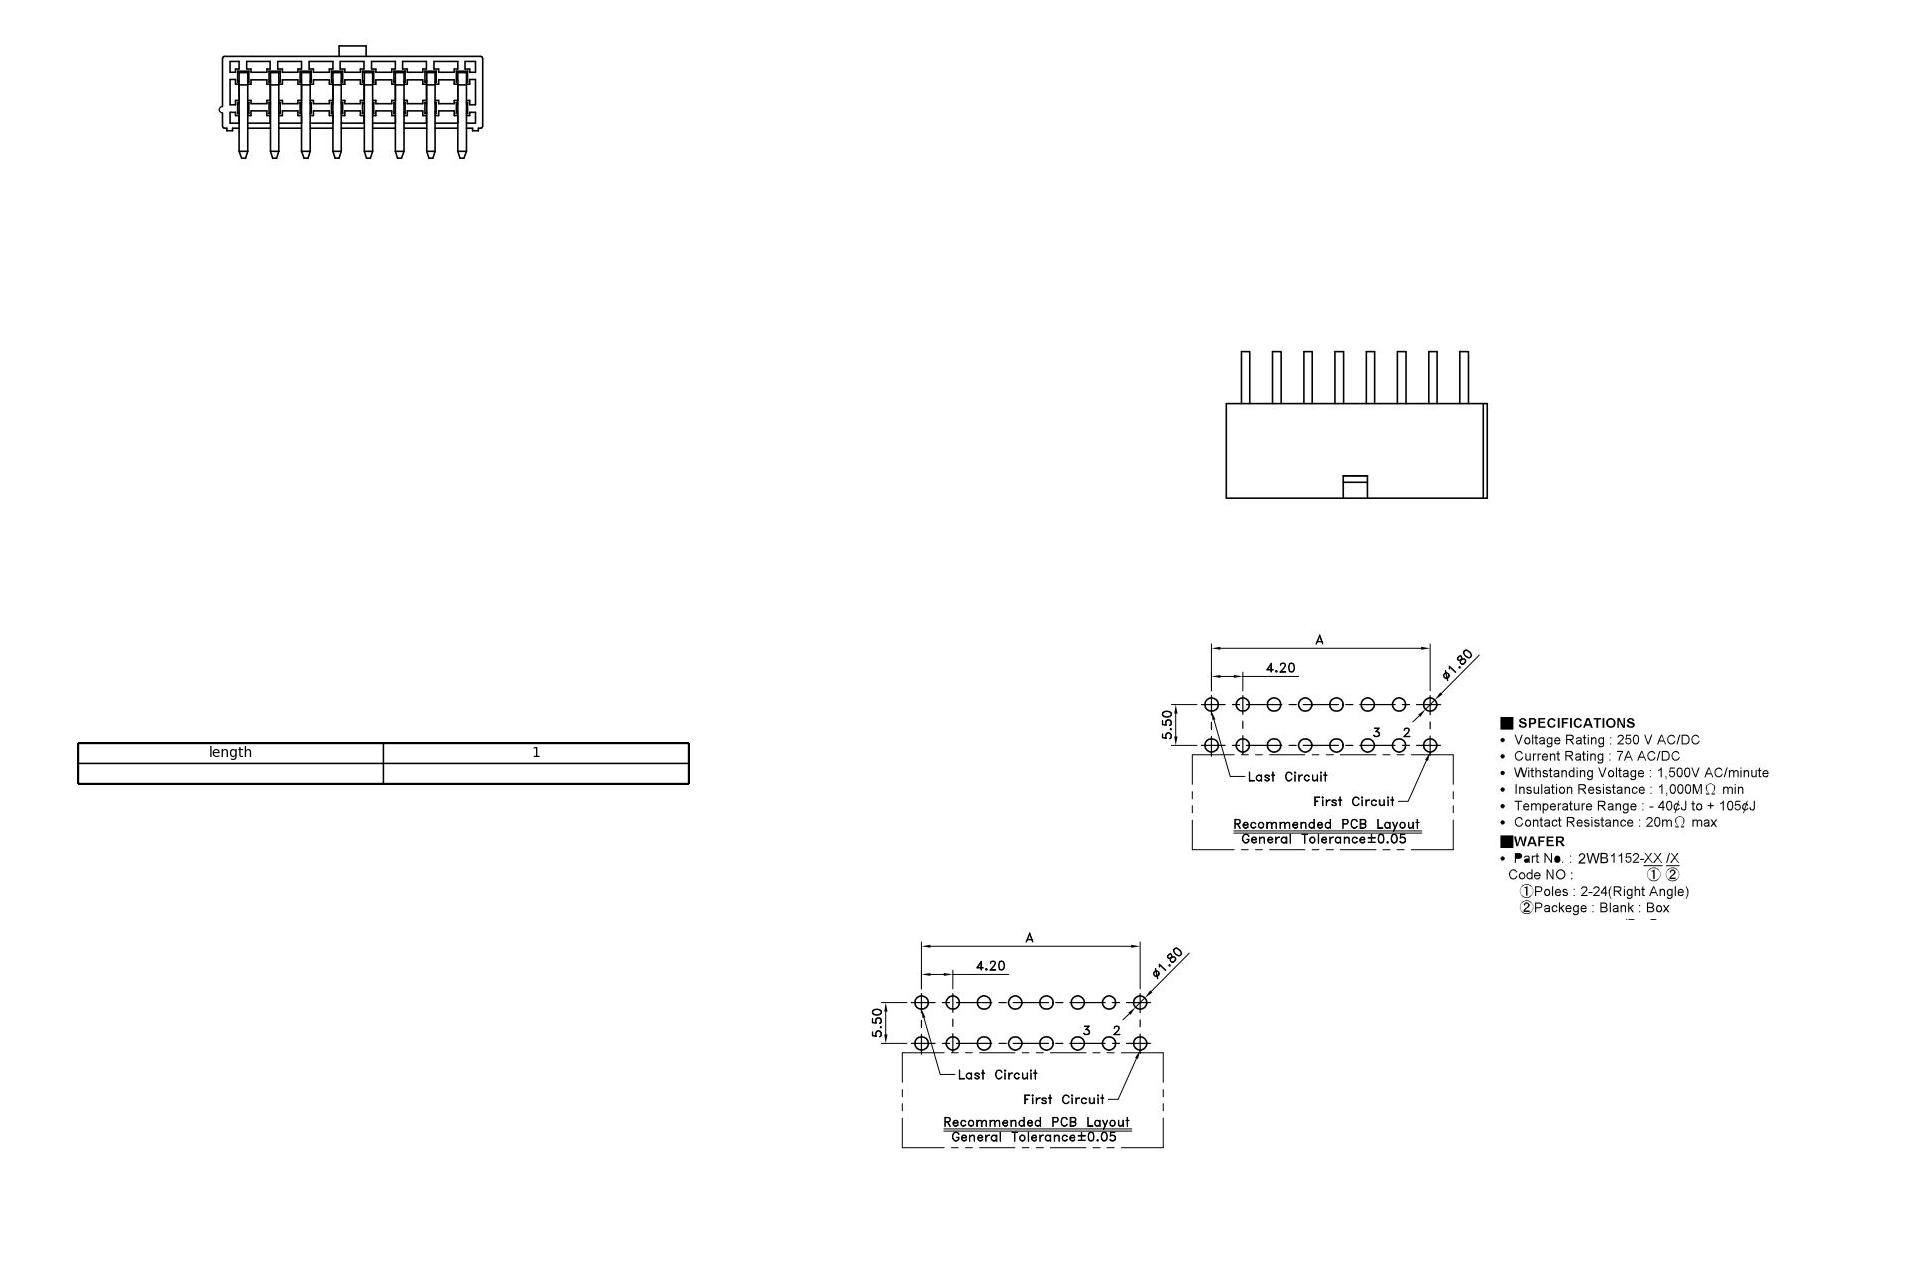 A
4.20
ø1.80
5.50
3 2
Last Circuit
First Circuit
Recommended PCB Layout
General Tolerance±0.05
■ SPECIFICATIONS
• Voltage Rating : 250 V AC/DC
• Current Rating : 7A AC/DC
• Withstanding Voltage : 1,500V AC/minute
• Insulation Resistance : 1,000MΩ min
• Temperature Range : - 40¢J to + 105¢J
• Contact Resistance : 20mΩ max
■WAFER
• Part No. : 2WB1152-XX /X
Code NO : ① ②
①Poles : 2-24(Right Angle)
②Packege : Blank : Box
length 1
A
4.20
ø1.80
5.50
3 2
Last Circuit
First Circuit
Recommended PCB Layout
General Tolerance±0.05